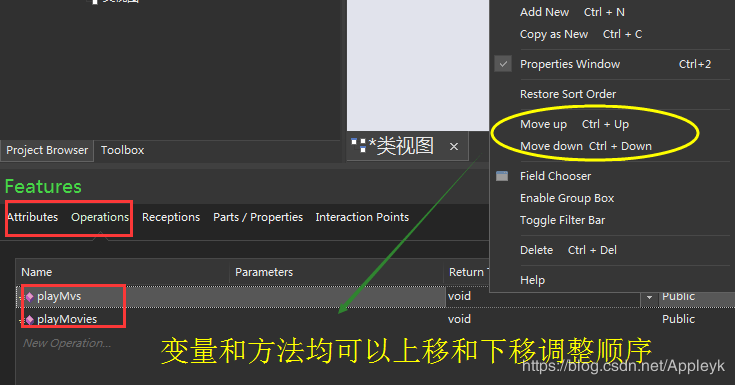 类视图
Add New Ctrl + N
Copy as New Ctrl + C
Properties Window Ctrl+2
Restore Sort Order
Move up Ctrl + Up
Move down Ctrl + Down
Field Chooser
Enable Group Box
Toggle Filter Bar
Delete Ctrl + Del
Help
Project Browser Toolbox
*类视图 ×
Features
Attributes Operations Receptions Parts / Properties Interaction Points
Name Parameters Return T
playMvs void Public
playMovies void Public
New Operation...
变量和方法均可以上移和下移调整顺序
https://blog.csdn.net/Appleyk